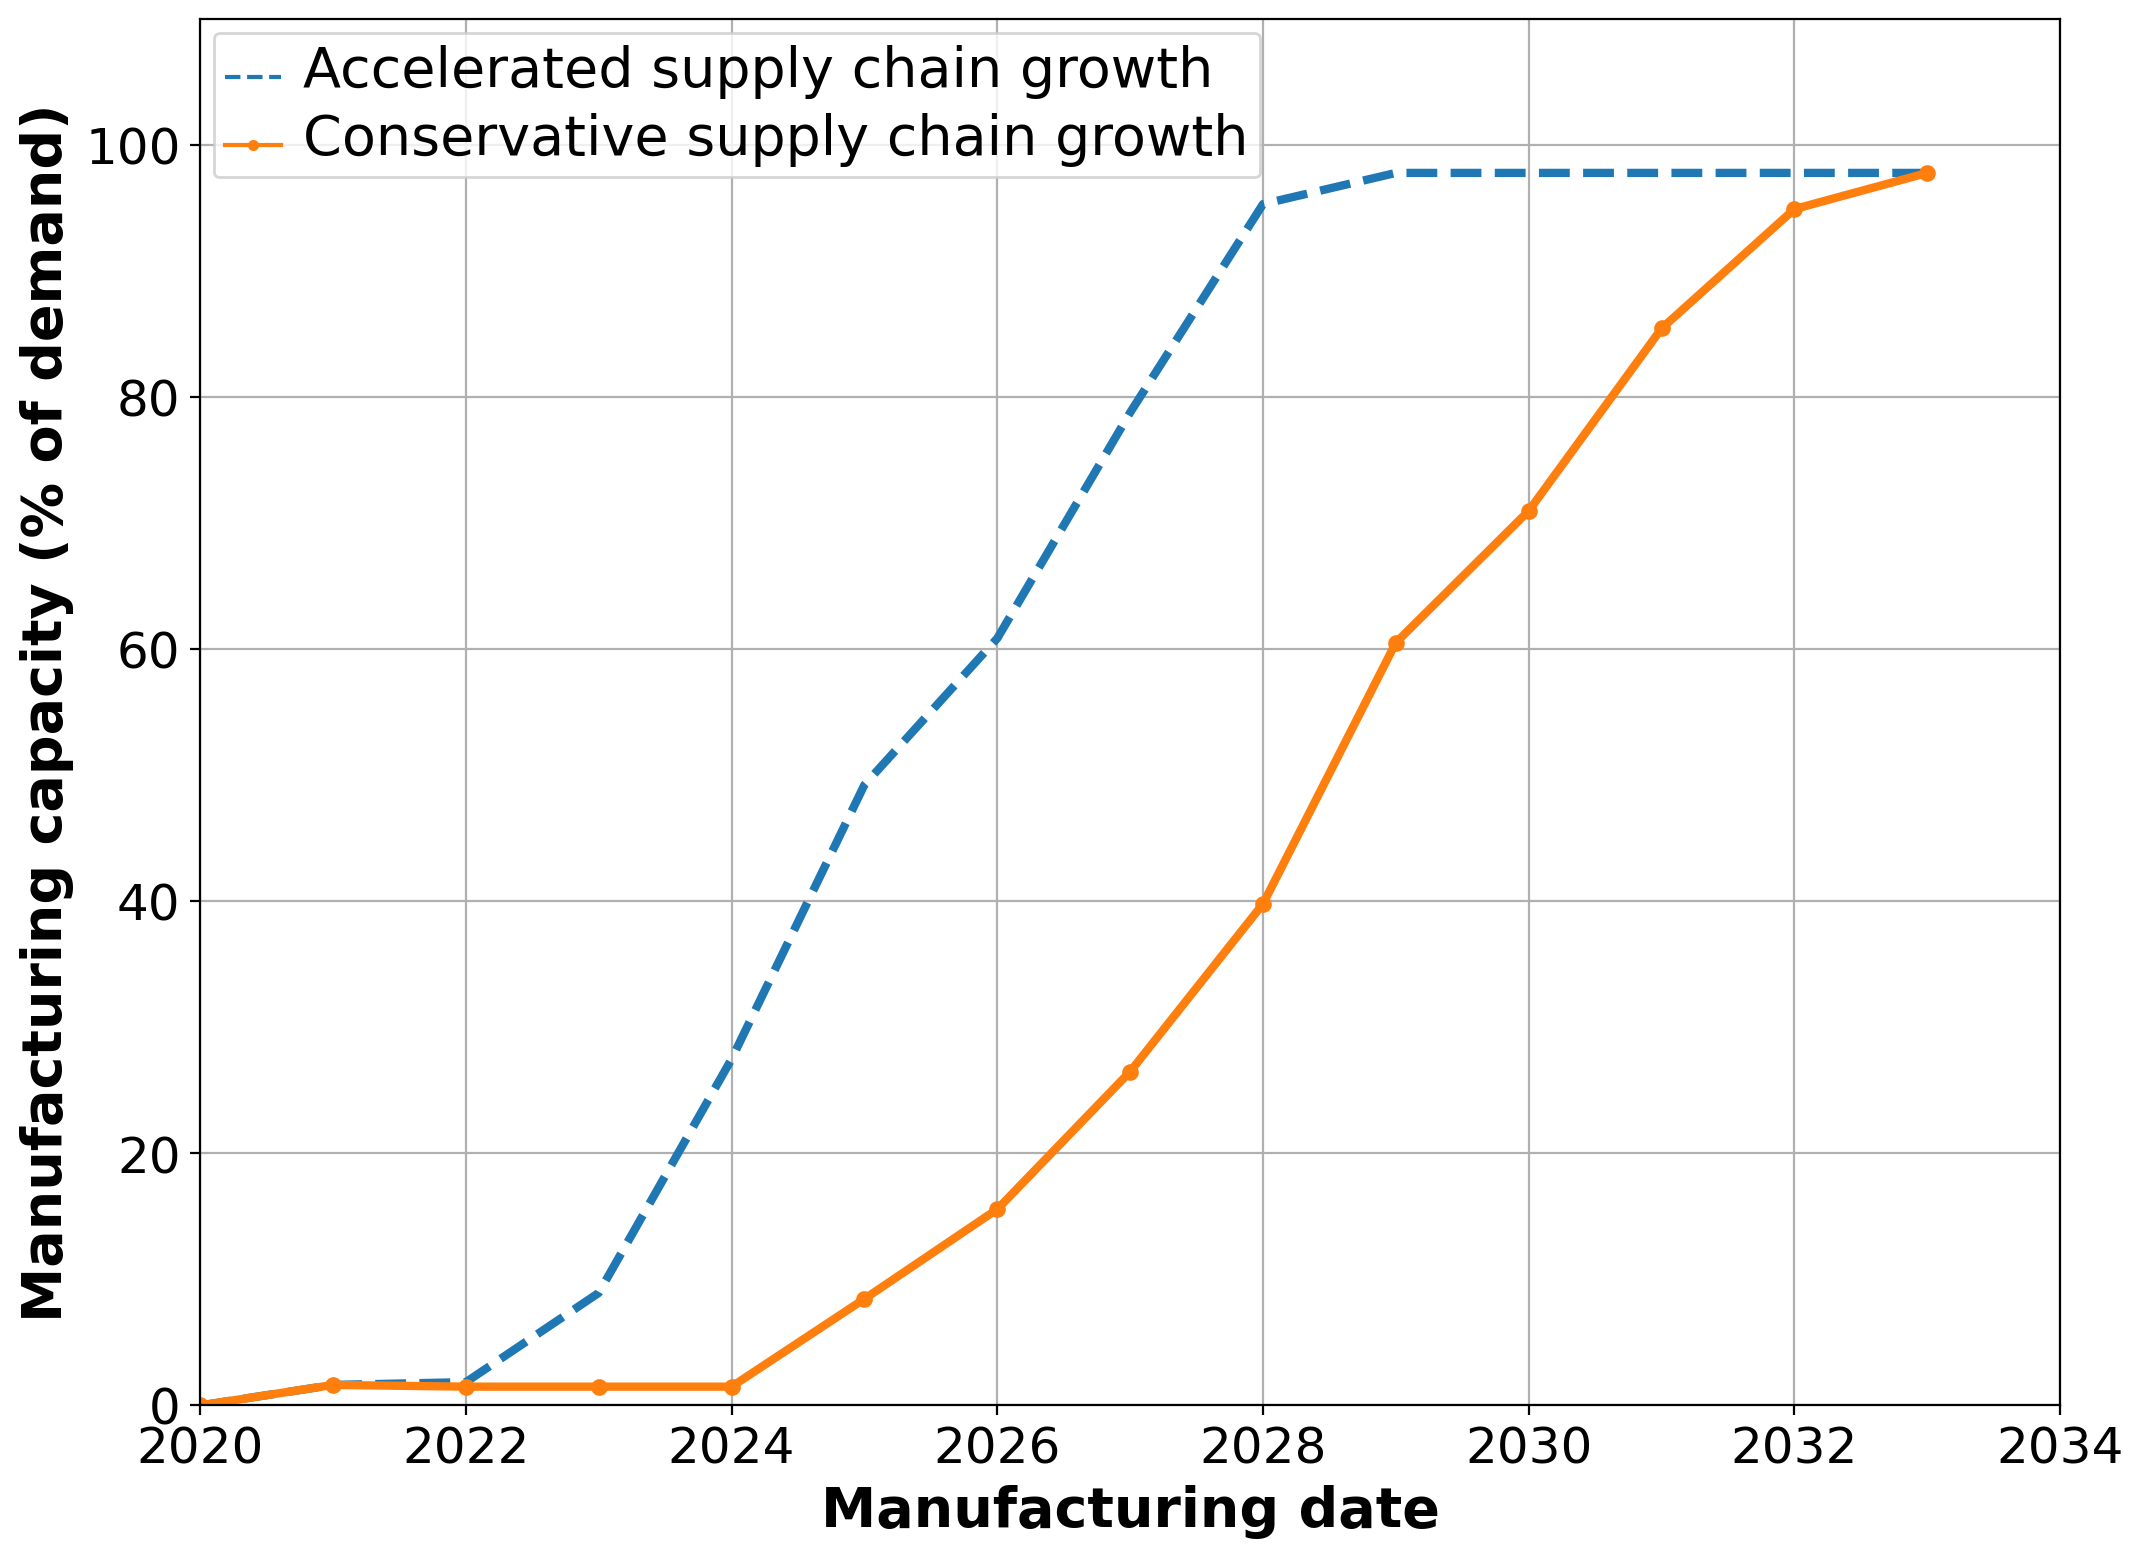 Accelerated supply chain growth
Conservative supply chain growth
Manufacturing capacity (% of demand)
100
80
60
40
20
0
2020 2022 2024 2026 2028 2030 2032 2034
Manufacturing date